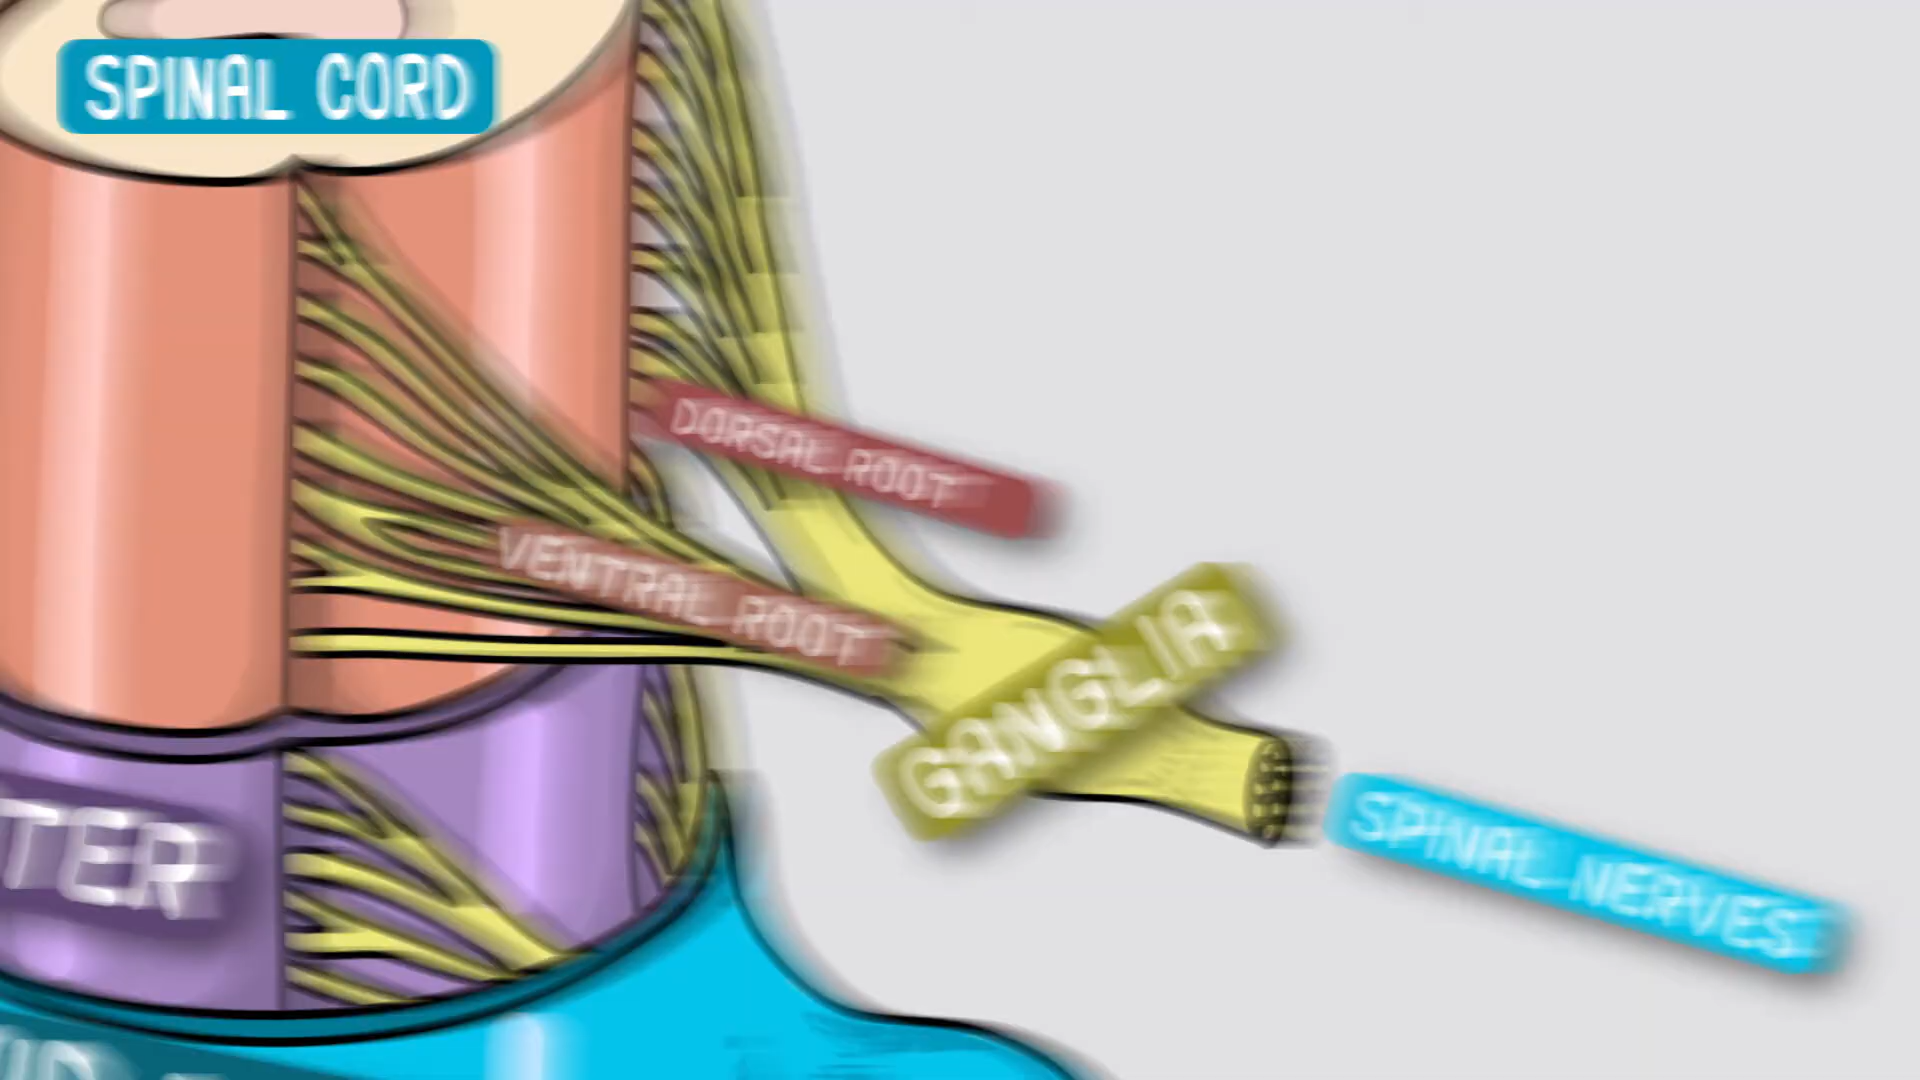 SPINAL CORD
DORSAL ROOT
VENTRAL ROOT
GANGLIA
SPINAL NERVES
TER